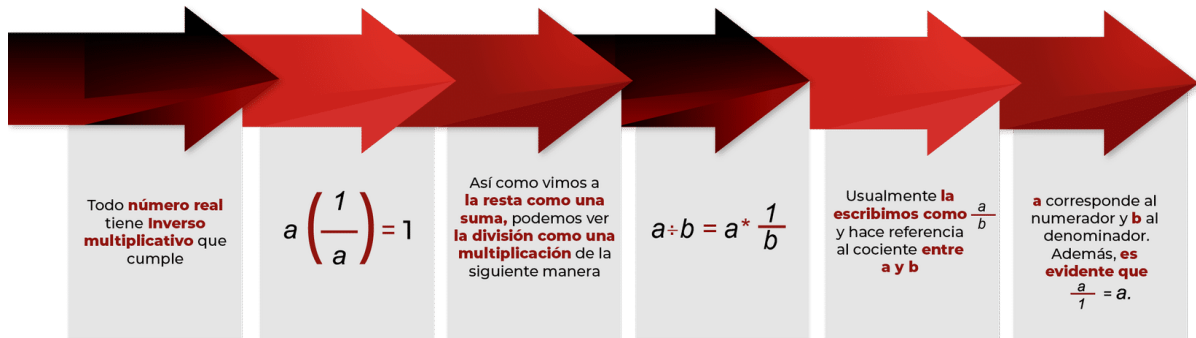 Todo número real
tiene Inverso
multiplicativo que
cumple
a(1/a) = 1
Así como vimos a
la resta como una
suma, podemos ver
la división como una
multiplicación de la
siguiente manera
a÷b = a* 1/b
Usualmente la
escribimos como a/b
y hace referencia
al cociente entre
a y b
a corresponde al
numerador y b al
denominador.
Además, es
evidente que
a/1 = a.